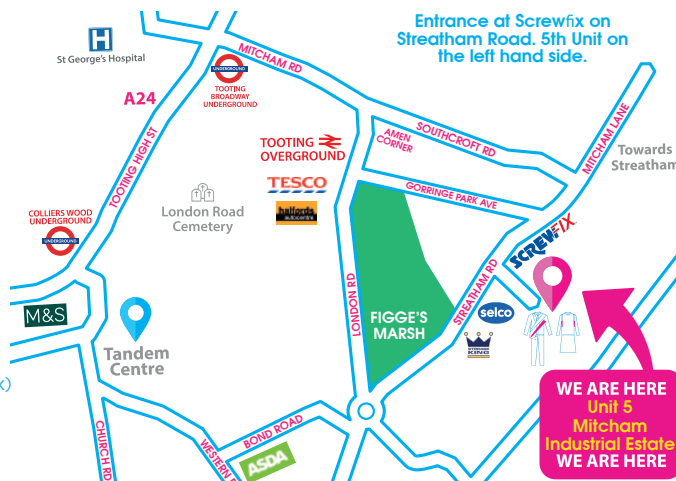 Entrance at Screwfix on
Streatham Road. 5th Unit on
the left hand side.
H
St George's Hospital
MITCHAM RD
UNDERGROUND
TOOTING
BROADWAY
UNDERGROUND
A24
TOOTING HIGH ST
TOOTING
OVERGROUND
AMEN
CORNER
SOUTHCROFT RD
MITCHAM LANE
Towards
Streatham
TESCO
halfords
autocentre
GORRINGE PARK AVE
London Road
Cemetery
COLLIERS WOOD
UNDERGROUND
UNDERGROUND
SCREWFIX
STREATHAM RD
LONDON RD
FIGGE'S
MARSH
selco
KING
M&S
Tandem
Centre
x)
WE ARE HERE
Unit 5
Mitcham
Industrial Estate
WE ARE HERE
CHURCH RD
WESTERN
BOND ROAD
ASDA